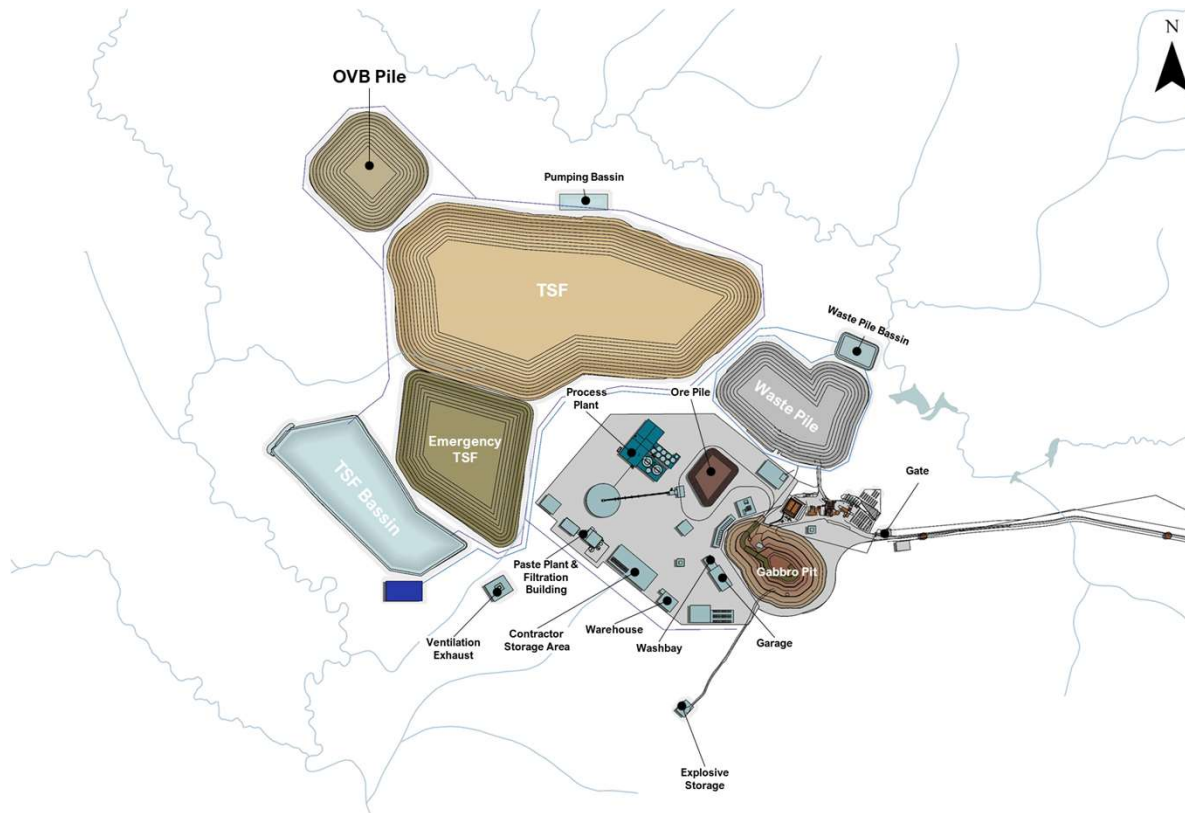 N
OVB Pile
Pumping Bassin
TSF
Waste Pile Bassin
Process
Plant
Ore Pile
Waste Pile
Emergency
TSF
TSF Bassin
Gate
Gabbro Pit
Paste Plant &
Filtration
Building
Ventilation
Exhaust
Contractor
Storage Area
Warehouse
Washbay
Garage
Explosive
Storage